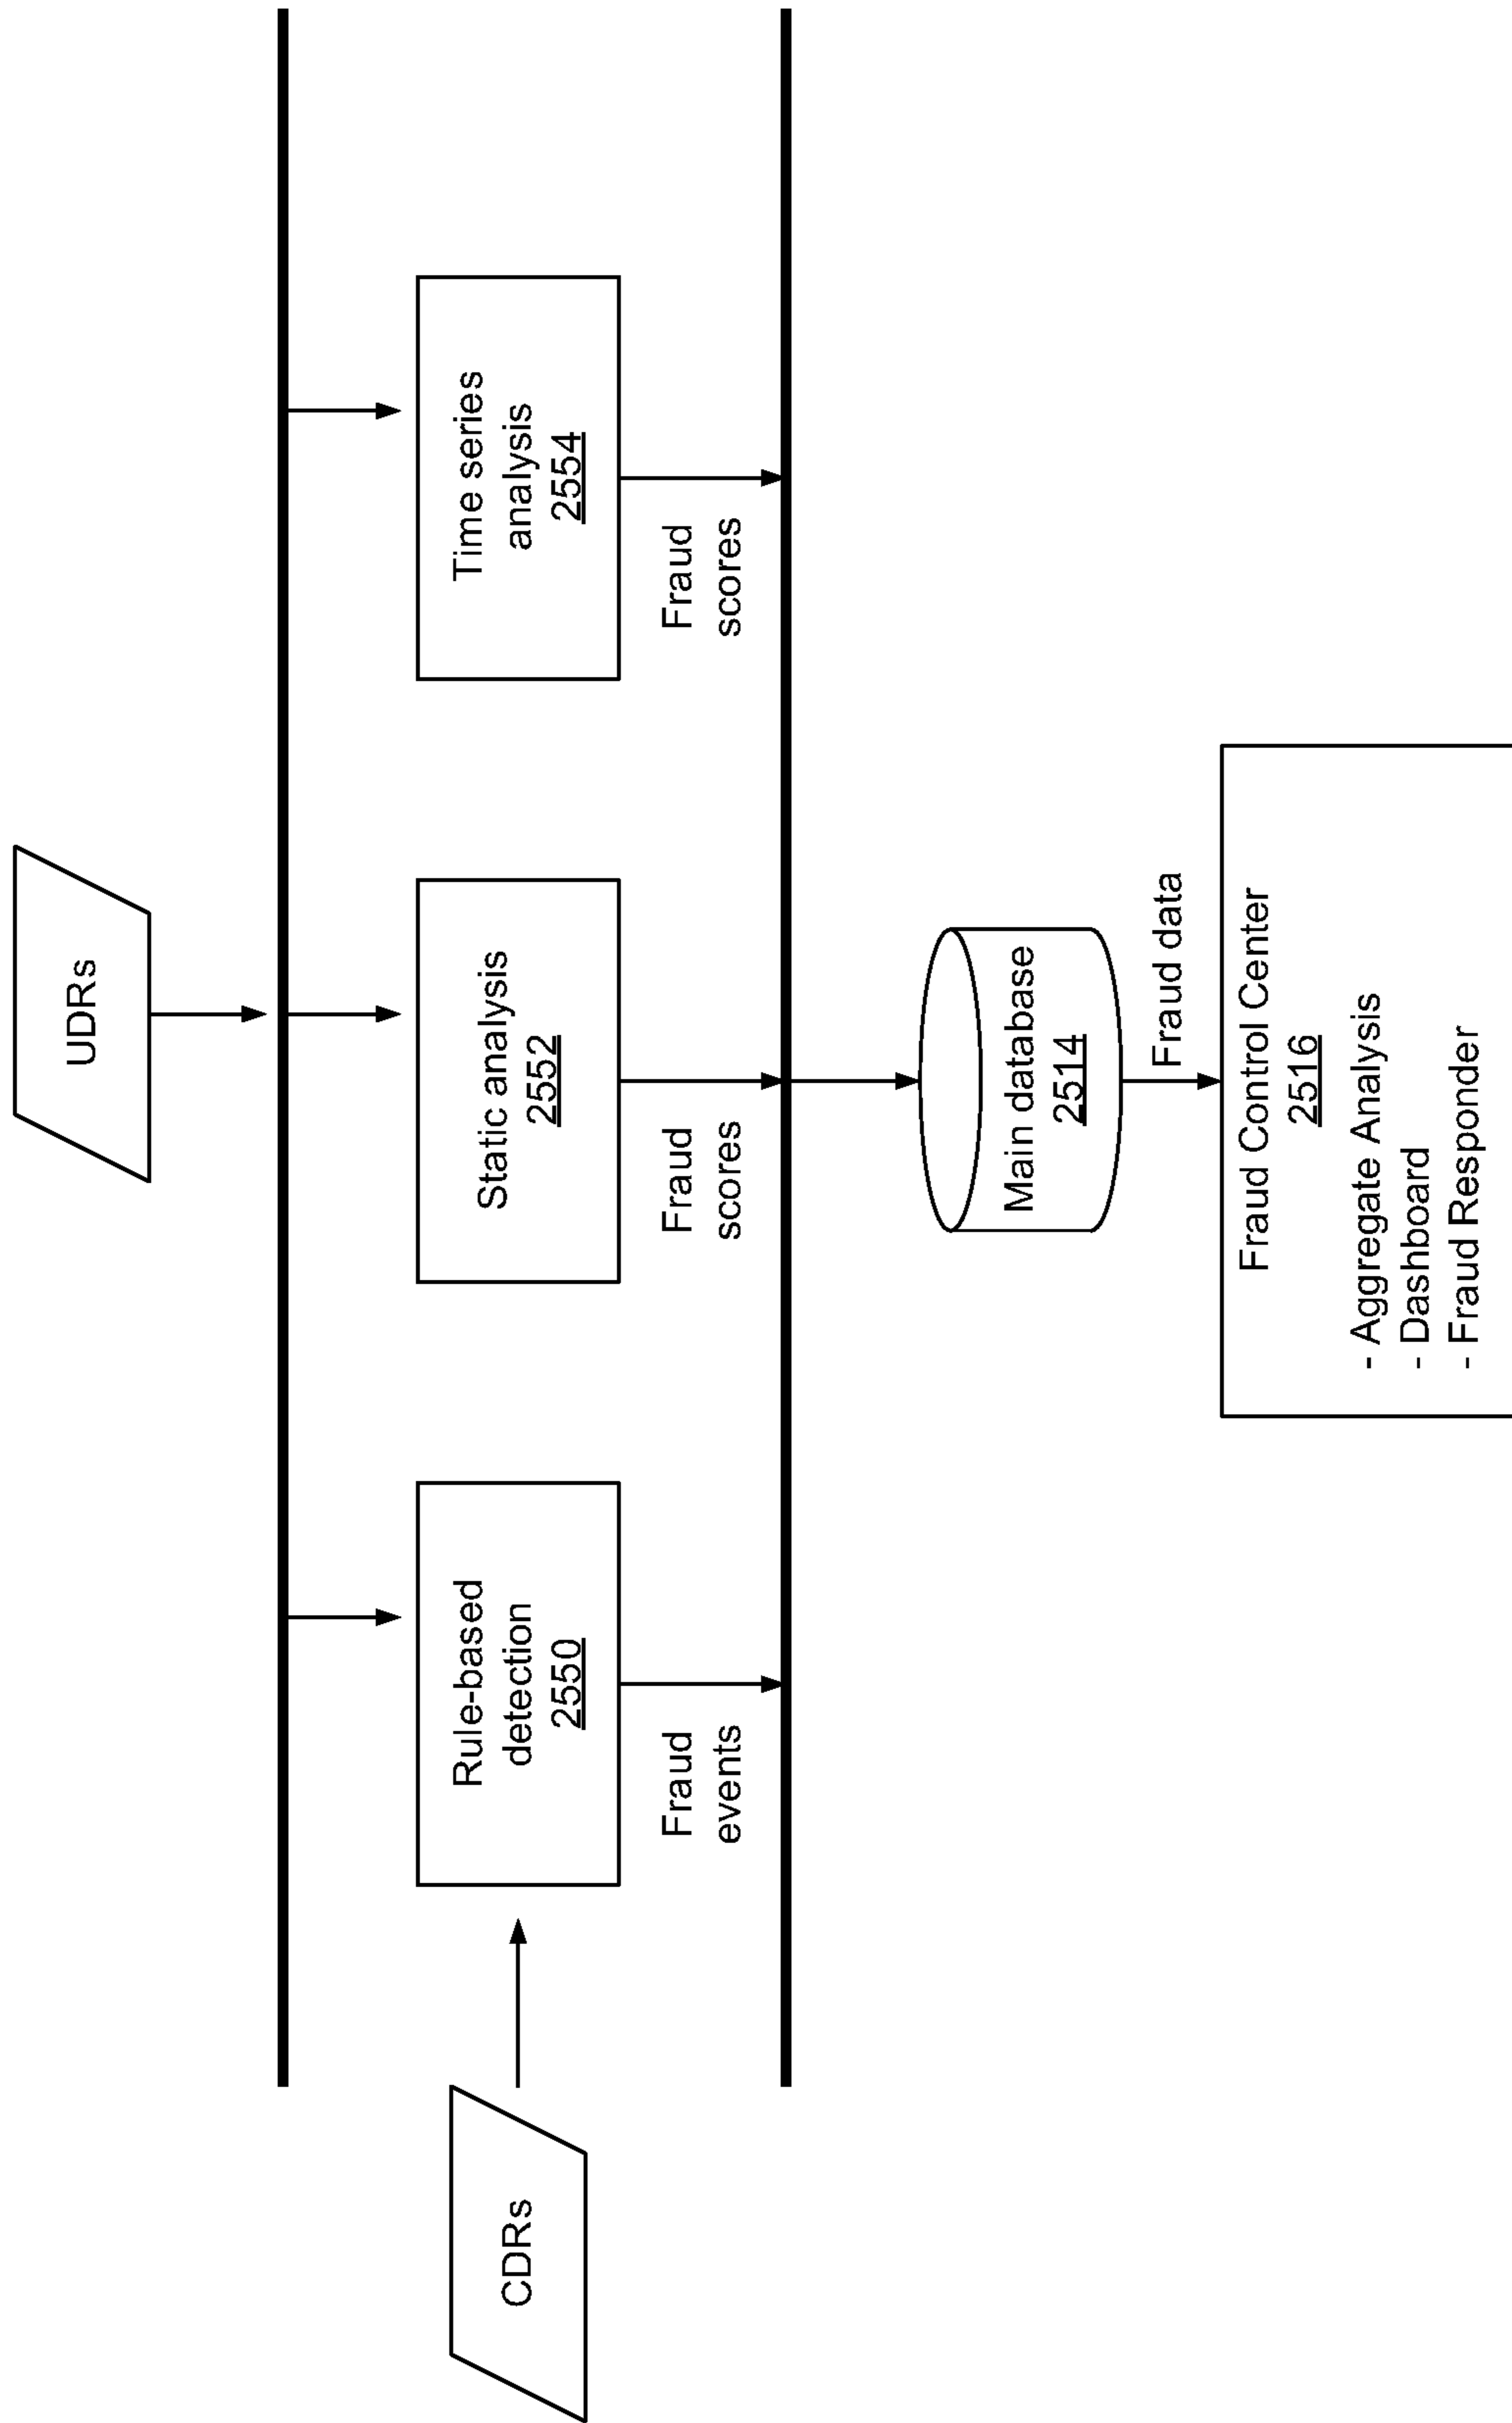 UDRs
CDRs
Rule-based
detection
2550
Static analysis
2552
Time series
analysis
2554
Fraud
events
Fraud
scores
Fraud
scores
Main database
2514
Fraud data
Fraud Control Center
2516
- Aggregate Analysis
- Dashboard
- Fraud Responder